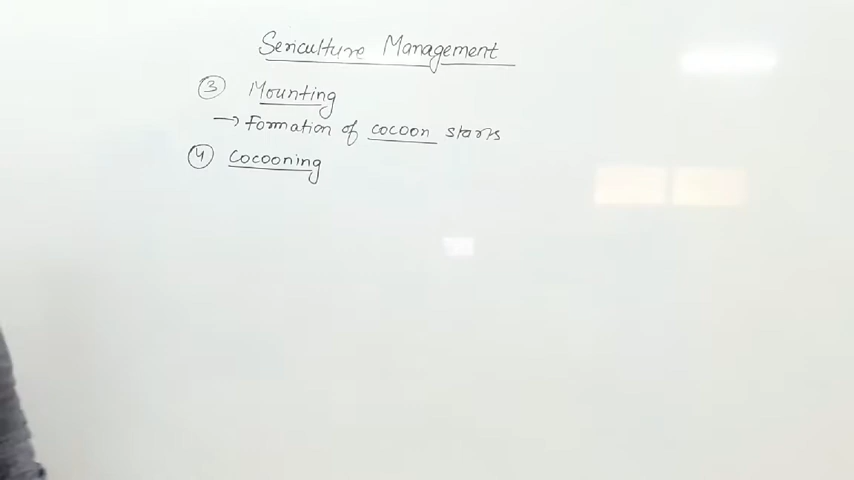 Sericulture Management
③ Mounting
→ Formation of cocoon starts
④ Cocooning